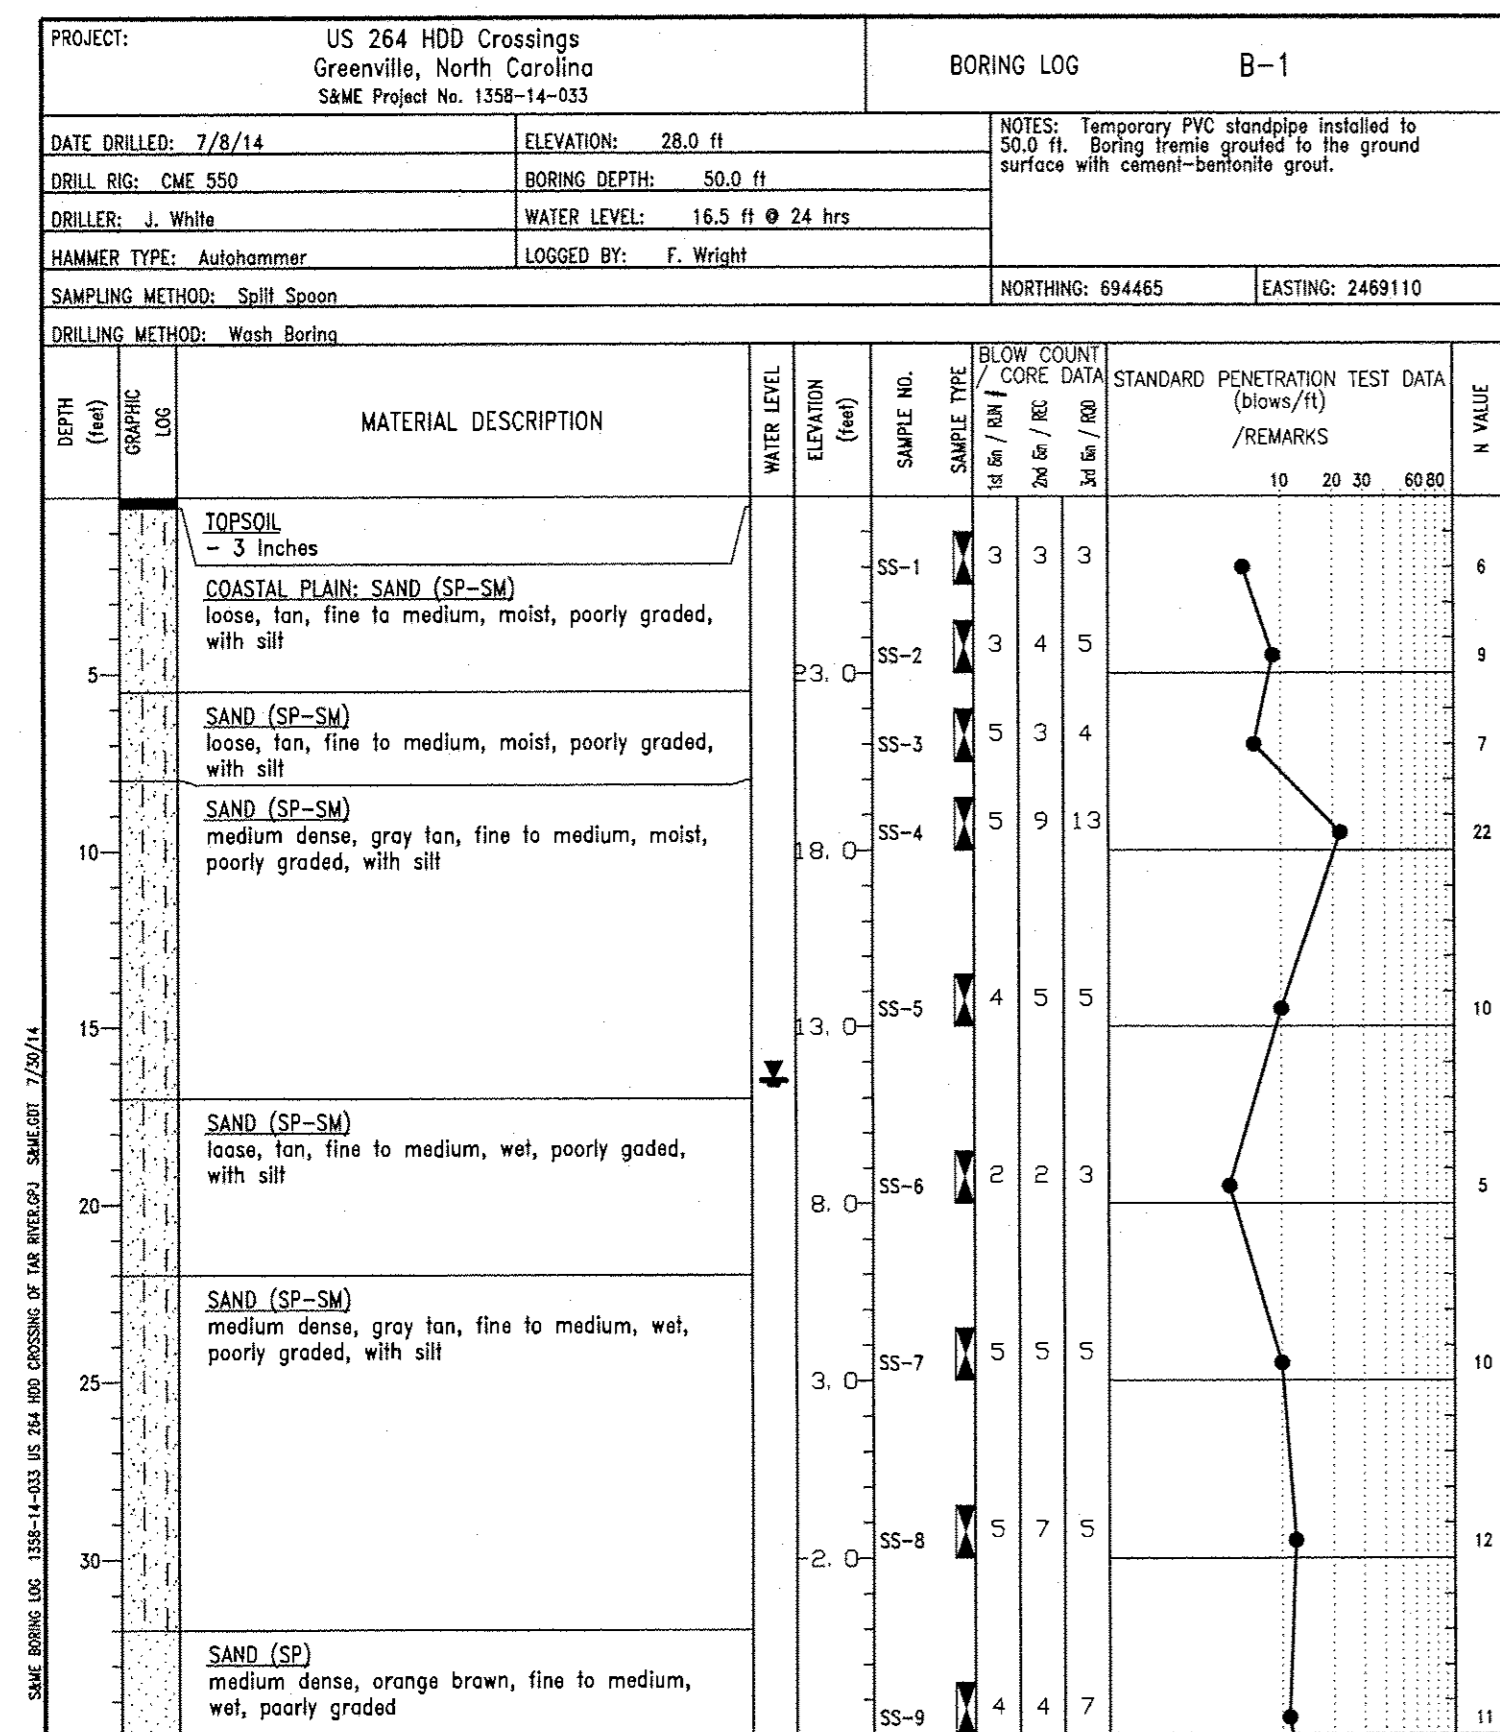 PROJECT: US 264 HDD Crossings
Greenville, North Carolina
S&ME Project No. 1358-14-033
BORING LOG B-1
DATE DRILLED: 7/8/14
ELEVATION: 28.0 ft
NOTES: Temporary PVC standpipe installed to
50.0 ft. Boring tremie grouted to the ground
surface with cement-bentonite grout.
DRILL RIG: CME 550
BORING DEPTH: 50.0 ft
DRILLER: J. White
WATER LEVEL: 16.5 ft @ 24 hrs
HAMMER TYPE: Autohammer
LOGGED BY: F. Wright
SAMPLING METHOD: Split Spoon
NORTHING: 694465
EASTING: 2469110
DRILLING METHOD: Wash Boring
DEPTH
(feet)
GRAPHIC
LOG
MATERIAL DESCRIPTION
WATER LEVEL
ELEVATION
(feet)
SAMPLE NO.
SAMPLE TYPE
BLOW COUNT
/ CORE DATA
1st 6in / RUN #
2nd 6in / REC
3rd 6in / RQD
STANDARD PENETRATION TEST DATA
(blows/ft)
/REMARKS
10 20 30 60 80
N VALUE
TOPSOIL
- 3 Inches
SS-1 3 3 3 6
COASTAL PLAIN: SAND (SP-SM)
loose, tan, fine to medium, moist, poorly graded,
with silt
SS-2 3 4 5 9
5 23.0
SAND (SP-SM)
loose, tan, fine to medium, moist, poorly graded,
with silt
SS-3 5 3 4 7
SAND (SP-SM)
medium dense, gray tan, fine to medium, moist,
poorly graded, with silt
SS-4 5 9 13 22
10 18.0
SS-5 4 5 5 10
15 13.0
SAND (SP-SM)
loose, tan, fine to medium, wet, poorly gaded,
with silt
SS-6 2 2 3 5
20 8.0
SAND (SP-SM)
medium dense, gray tan, fine to medium, wet,
poorly graded, with silt
SS-7 5 5 5 10
25 3.0
SS-8 5 7 5 12
30 -2.0
SAND (SP)
medium dense, orange brown, fine to medium,
wet, poorly graded
SS-9 4 4 7 11
S&ME BORING LOG 1358-14-033 US 264 HDD CROSSING OF TAR RIVER.GPJ S&ME.GDT 7/30/14